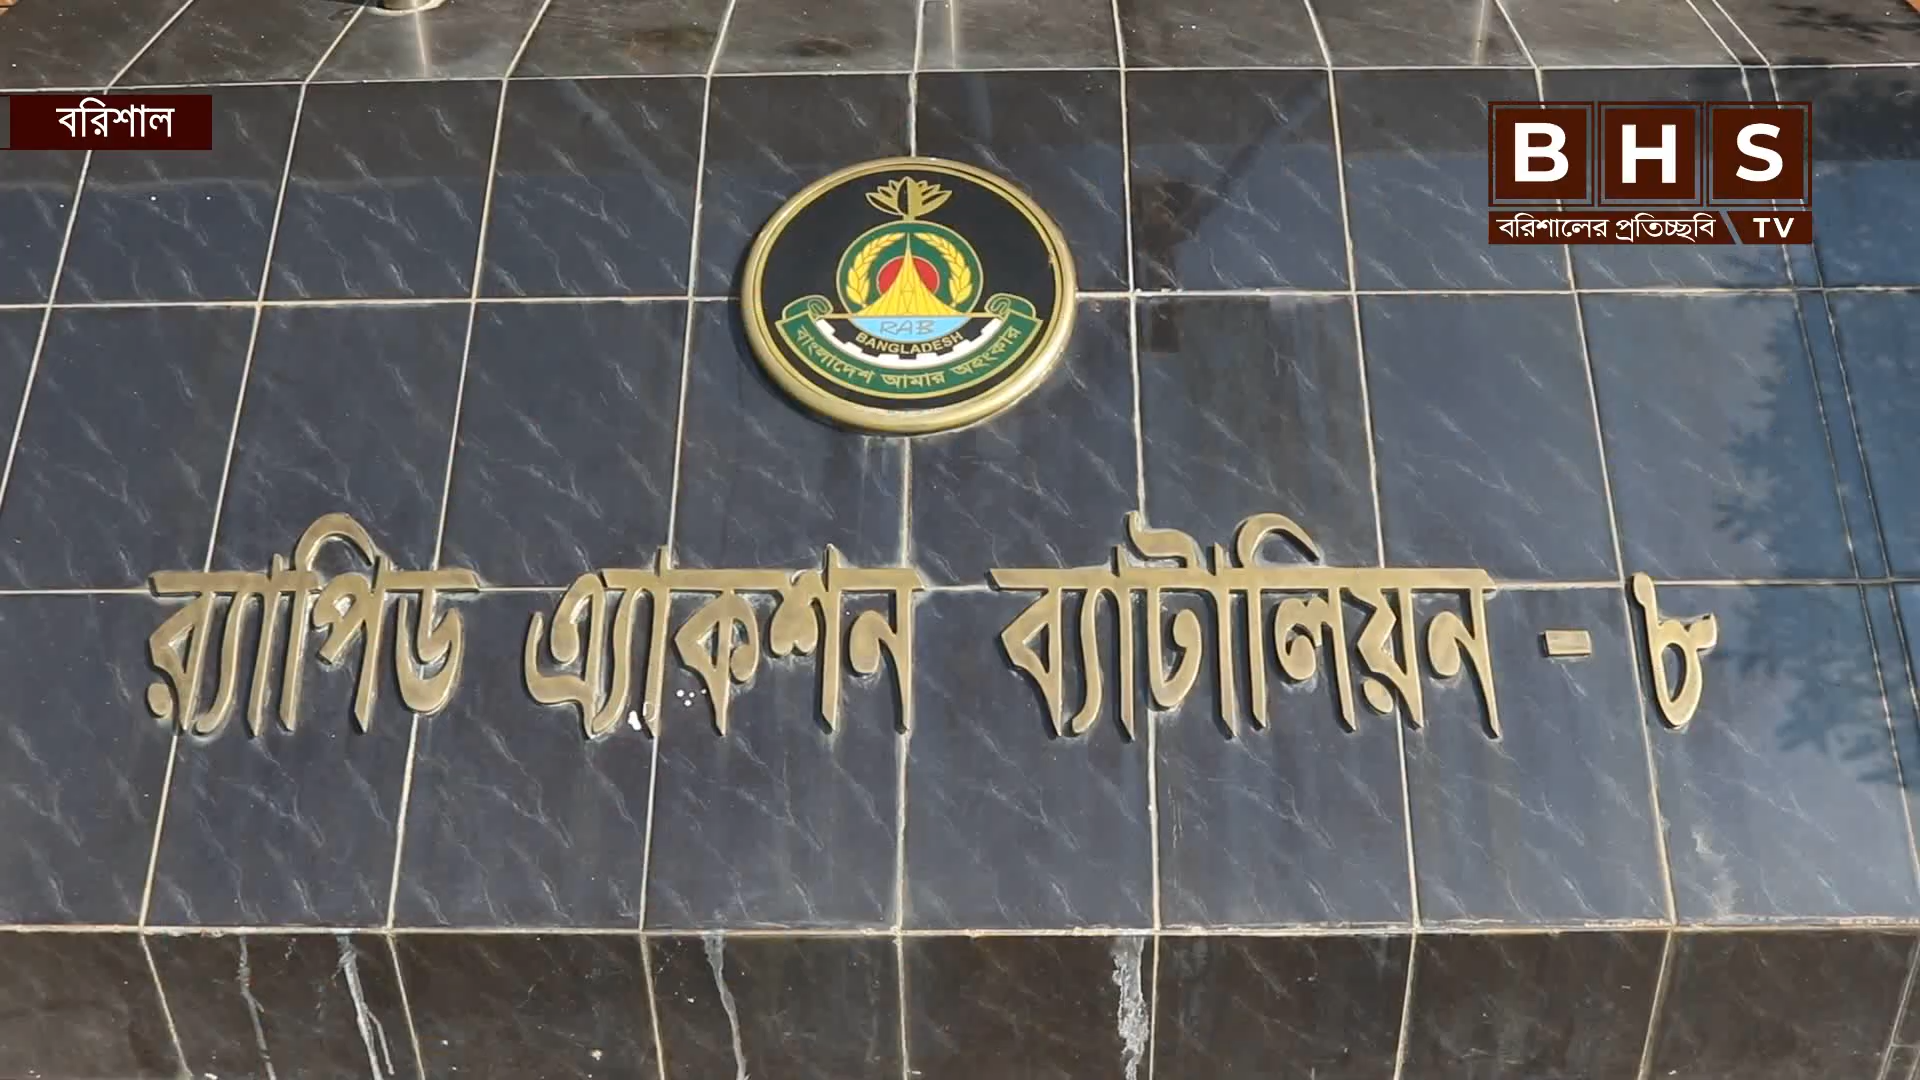 বরিশাল
BHS
বরিশালের প্রতিচ্ছবি TV
RAB
BANGLADESH
বাংলাদেশ আমার অহংকার
র‍্যাপিড এ্যাকশন ব্যাটালিয়ন - ৮